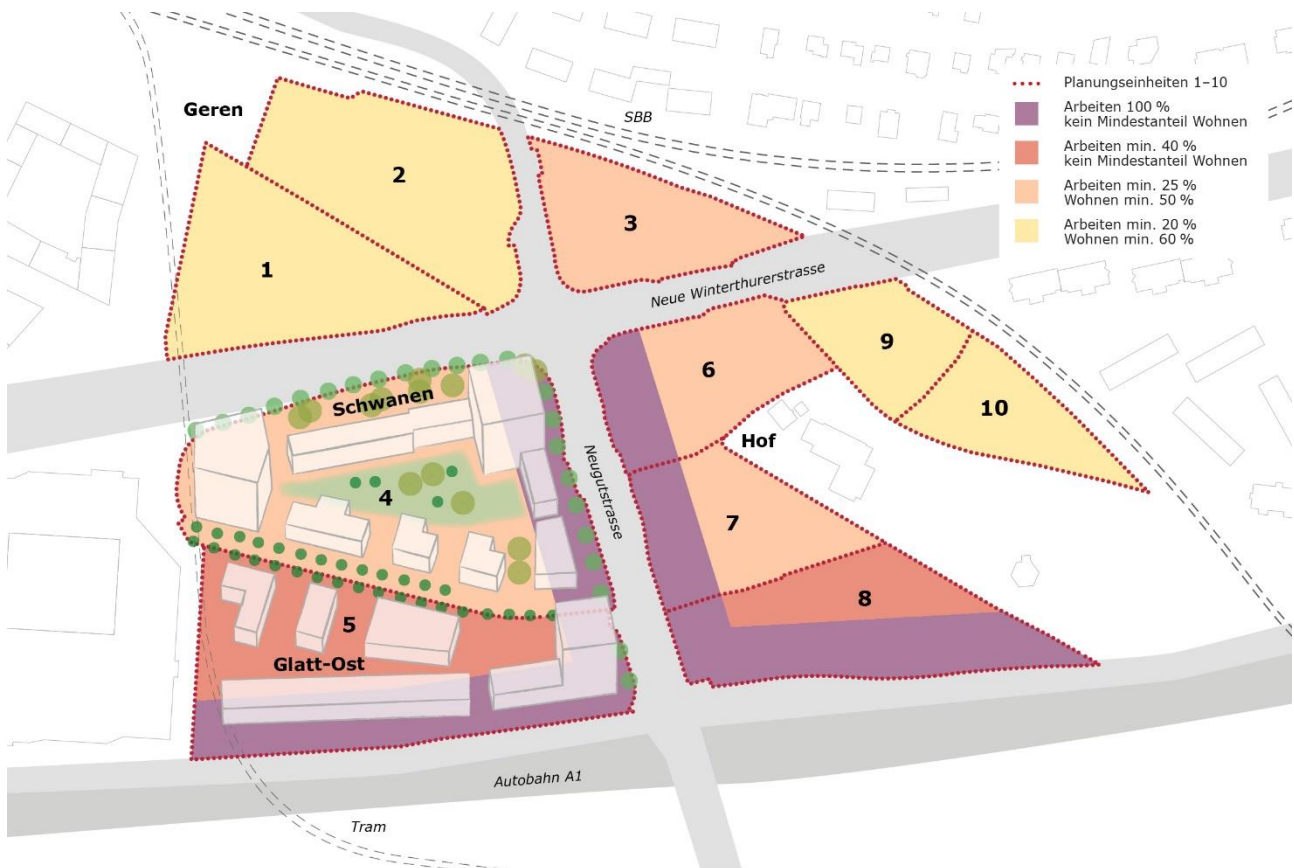 Geren
SBB
Planungseinheiten 1–10
Arbeiten 100 %
kein Mindestanteil Wohnen
Arbeiten min. 40 %
kein Mindestanteil Wohnen
Arbeiten min. 25 %
Wohnen min. 50 %
Arbeiten min. 20 %
Wohnen min. 60 %
2
3
1
Neue Winterthurerstrasse
9
6
10
Schwanen
Hof
Neugutstrasse
4
7
8
5
Glatt-Ost
Autobahn A1
Tram